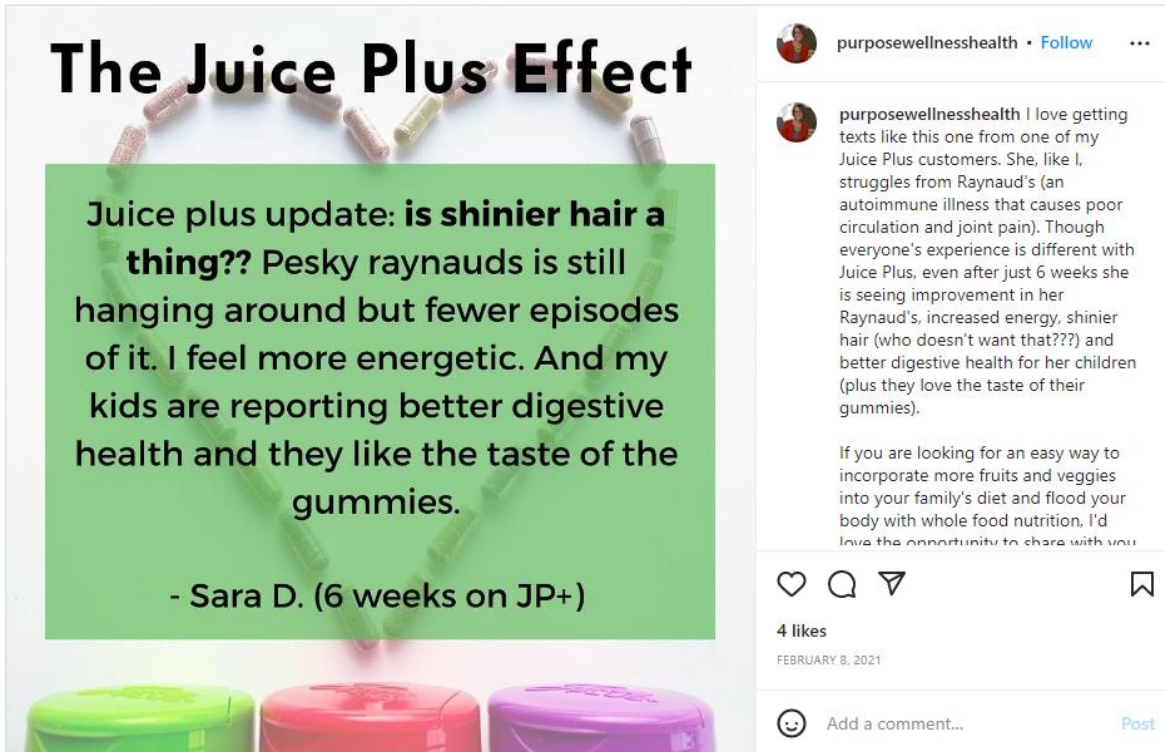 The Juice Plus Effect
Juice plus update: is shinier hair a
thing?? Pesky raynauds is still
hanging around but fewer episodes
of it. I feel more energetic. And my
kids are reporting better digestive
health and they like the taste of the
gummies.
- Sara D. (6 weeks on JP+)
purposewellnesshealth • Follow
purposewellnesshealth I love getting
texts like this one from one of my
Juice Plus customers. She, like I,
struggles from Raynaud's (an
autoimmune illness that causes poor
circulation and joint pain). Though
everyone's experience is different with
Juice Plus, even after just 6 weeks she
is seeing improvement in her
Raynaud's, increased energy, shinier
hair (who doesn't want that???) and
better digestive health for her children
(plus they love the taste of their
gummies).
If you are looking for an easy way to
incorporate more fruits and veggies
into your family's diet and flood your
body with whole food nutrition, I'd
love the opportunity to share with you
4 likes
FEBRUARY 8, 2021
Add a comment...
Post